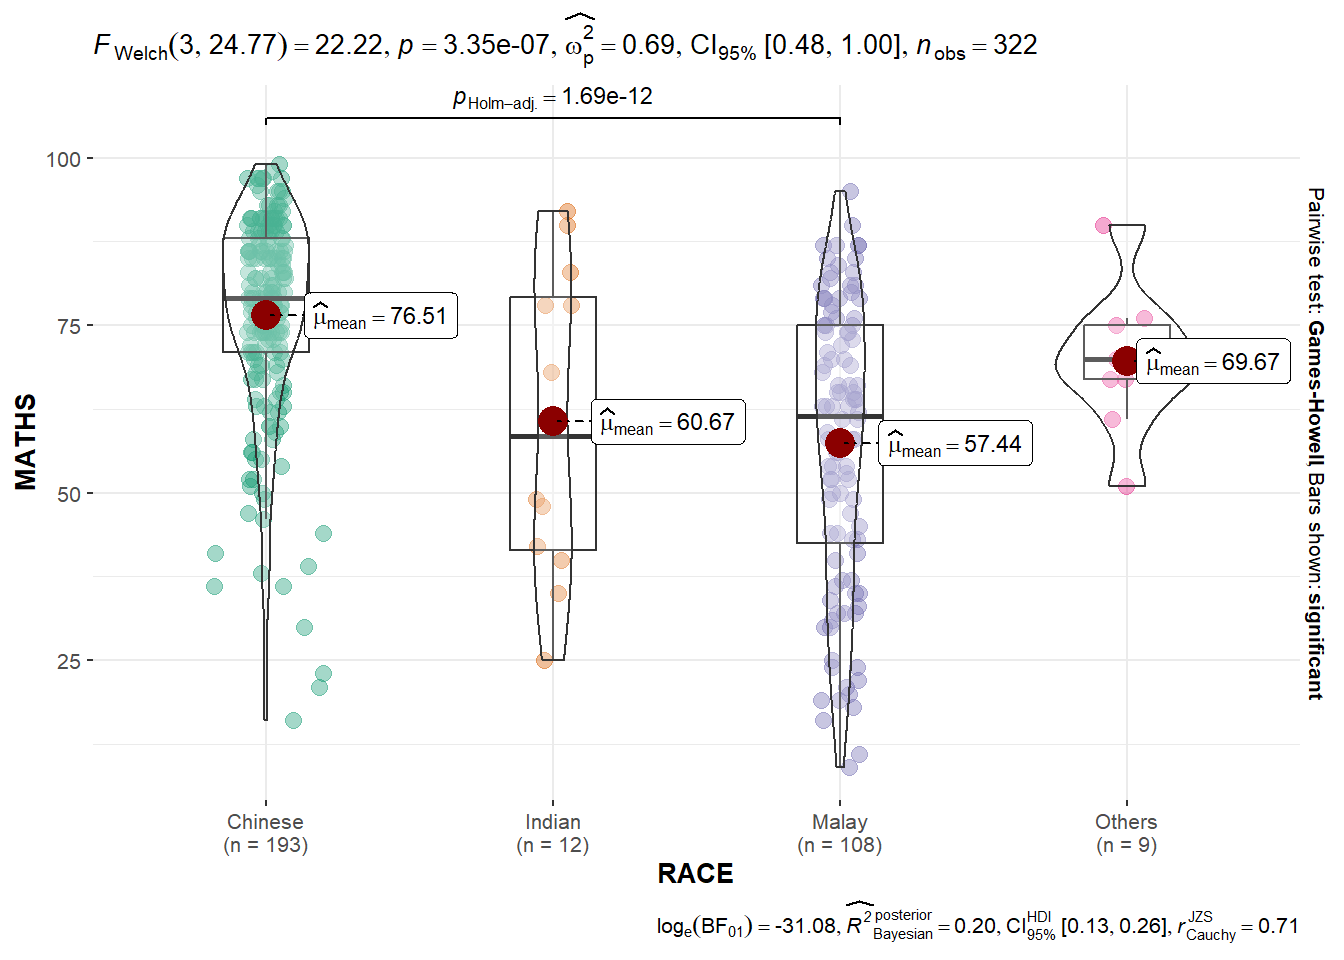 F Welch(3, 24.77) = 22.22, p = 3.35e-07, ω̂²p = 0.69, CI95% [0.48, 1.00], nobs = 322
pHolm−adj. = 1.69e-12
100
75
50
25
MATHS
μ̂mean = 76.51
μ̂mean = 60.67
μ̂mean = 57.44
μ̂mean = 69.67
Pairwise test: Games-Howell, Bars shown: significant
Chinese
(n = 193)
Indian
(n = 12)
Malay
(n = 108)
Others
(n = 9)
RACE
loge(BF01) = -31.08, R̂² posterior Bayesian = 0.20, CI HDI 95% [0.13, 0.26], r JZS Cauchy = 0.71